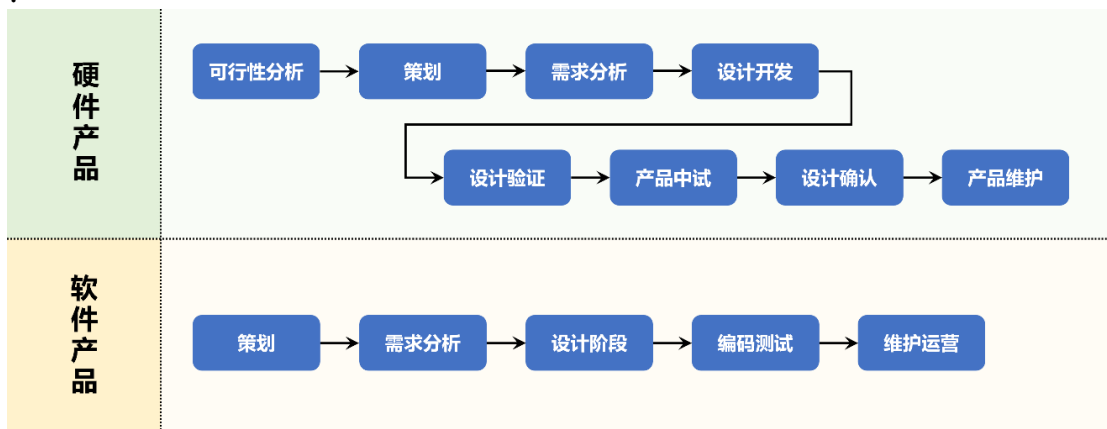 硬件产品
可行性分析
策划
需求分析
设计开发
设计验证
产品中试
设计确认
产品维护
软件产品
策划
需求分析
设计阶段
编码测试
维护运营